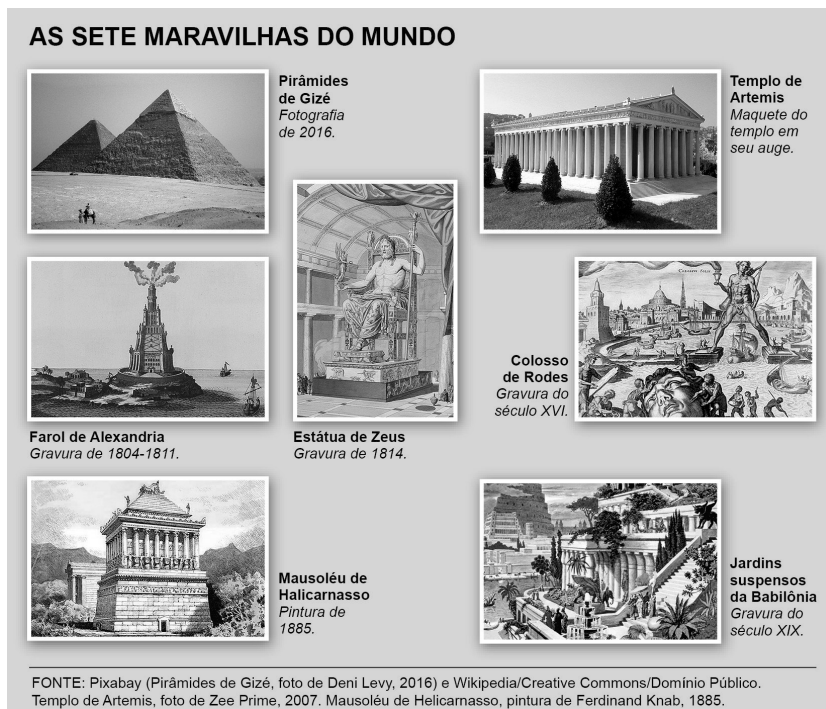 AS SETE MARAVILHAS DO MUNDO
Pirâmides
de Gizé
Fotografia
de 2016.
Templo de
Artemis
Maquete do
templo em
seu auge.
Farol de Alexandria
Gravura de 1804-1811.
Estátua de Zeus
Gravura de 1814.
Colosso
de Rodes
Gravura do
século XVI.
Mausoléu de
Halicarnasso
Pintura de
1885.
Jardins
suspensos
da Babilônia
Gravura do
século XIX.
FONTE: Pixabay (Pirâmides de Gizé, foto de Deni Levy, 2016) e Wikipedia/Creative Commons/Domínio Público.
Templo de Artemis, foto de Zee Prime, 2007. Mausoléu de Helicarnasso, pintura de Ferdinand Knab, 1885.